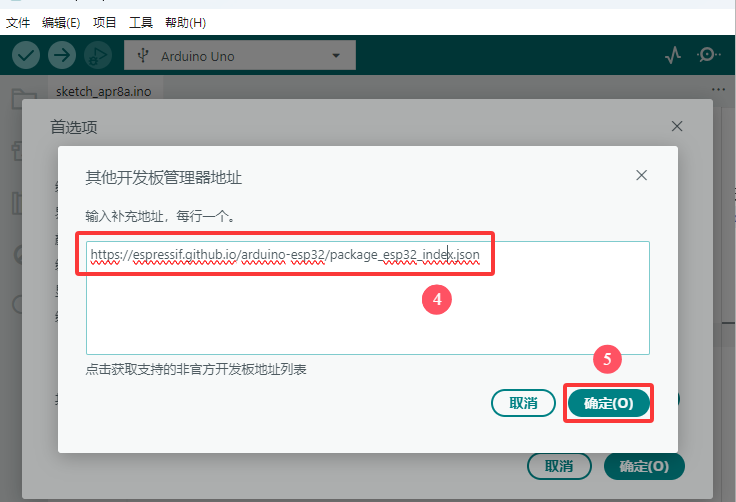 文件 编辑(E) 项目 工具 帮助(H)
Arduino Uno
sketch_apr8a.ino
首选项
其他开发板管理器地址
输入补充地址，每行一个。
https://espressif.github.io/arduino-esp32/package_esp32_index.json
4
点击获取支持的非官方开发板地址列表
5
取消 确定(O)
取消 确定(O)